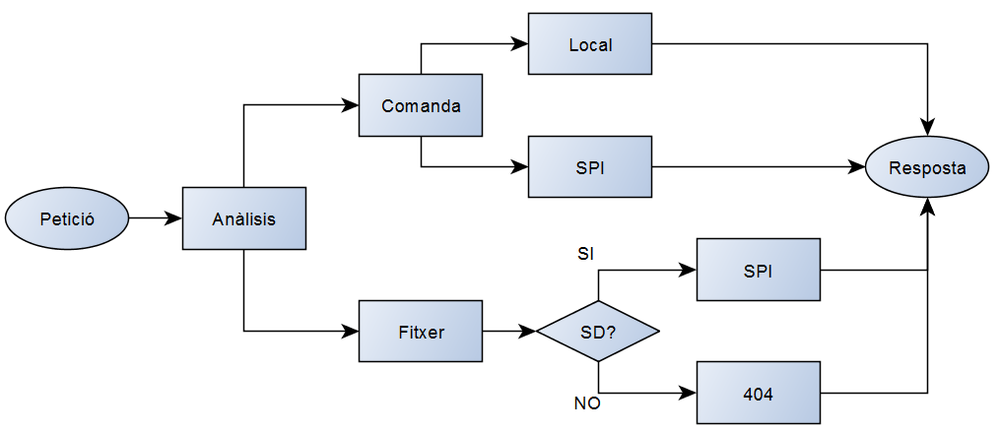 Local
Comanda
SPI
Resposta
Petició
Anàlisis
SI
SPI
Fitxer
SD?
NO
404